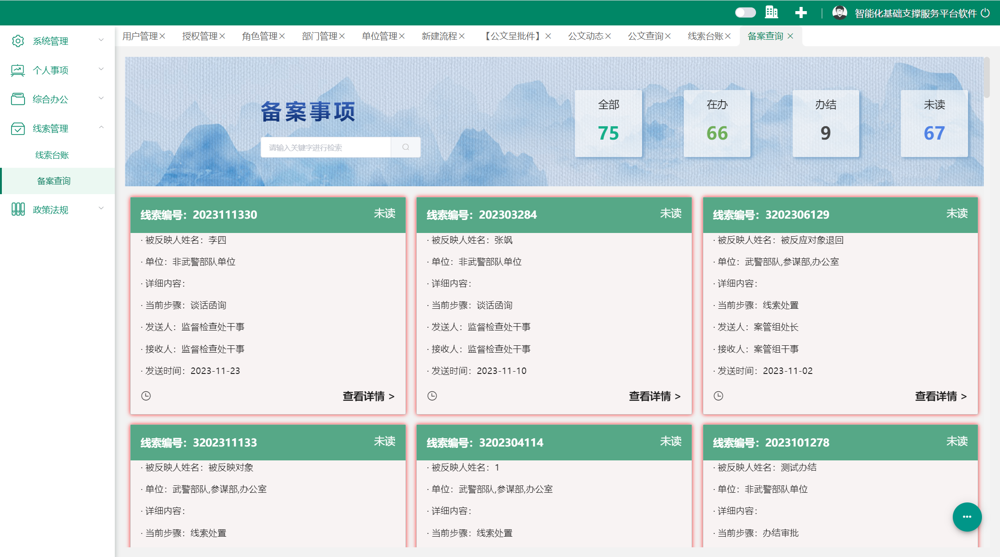 智能化基础支撑服务平台软件
用户管理× 授权管理× 角色管理× 部门管理× 单位管理× 新建流程× 【公文呈批件】× 公文动态× 公文查询× 线索台账× 备案查询×
系统管理
个人事项
综合办公
线索管理
线索台账
备案查询
政策法规
备案事项
请输入关键字进行检索
全部
75
在办
66
办结
9
未读
67
线索编号：2023111330 未读
· 被反映人姓名：李四
· 单位：非武警部队单位
· 详细内容：
· 当前步骤：谈话函询
· 发送人：监督检查处干事
· 接收人：监督检查处干事
· 发送时间：2023-11-23
查看详情 >
线索编号：202303284 未读
· 被反映人姓名：张飒
· 单位：非武警部队单位
· 详细内容：
· 当前步骤：谈话函询
· 发送人：监督检查处干事
· 接收人：监督检查处干事
· 发送时间：2023-11-10
查看详情 >
线索编号：3202306129 未读
· 被反映人姓名：被反应对象退回
· 单位：武警部队,参谋部,办公室
· 详细内容：
· 当前步骤：线索处置
· 发送人：案管组处长
· 接收人：案管组干事
· 发送时间：2023-11-02
查看详情 >
线索编号：3202311133 未读
· 被反映人姓名：被反映对象
· 单位：武警部队,参谋部,办公室
· 详细内容：
· 当前步骤：线索处置
线索编号：3202304114 未读
· 被反映人姓名：1
· 单位：武警部队,参谋部,办公室
· 详细内容：
· 当前步骤：线索处置
线索编号：2023101278 未读
· 被反映人姓名：测试办结
· 单位：非武警部队单位
· 详细内容：
· 当前步骤：办结审批